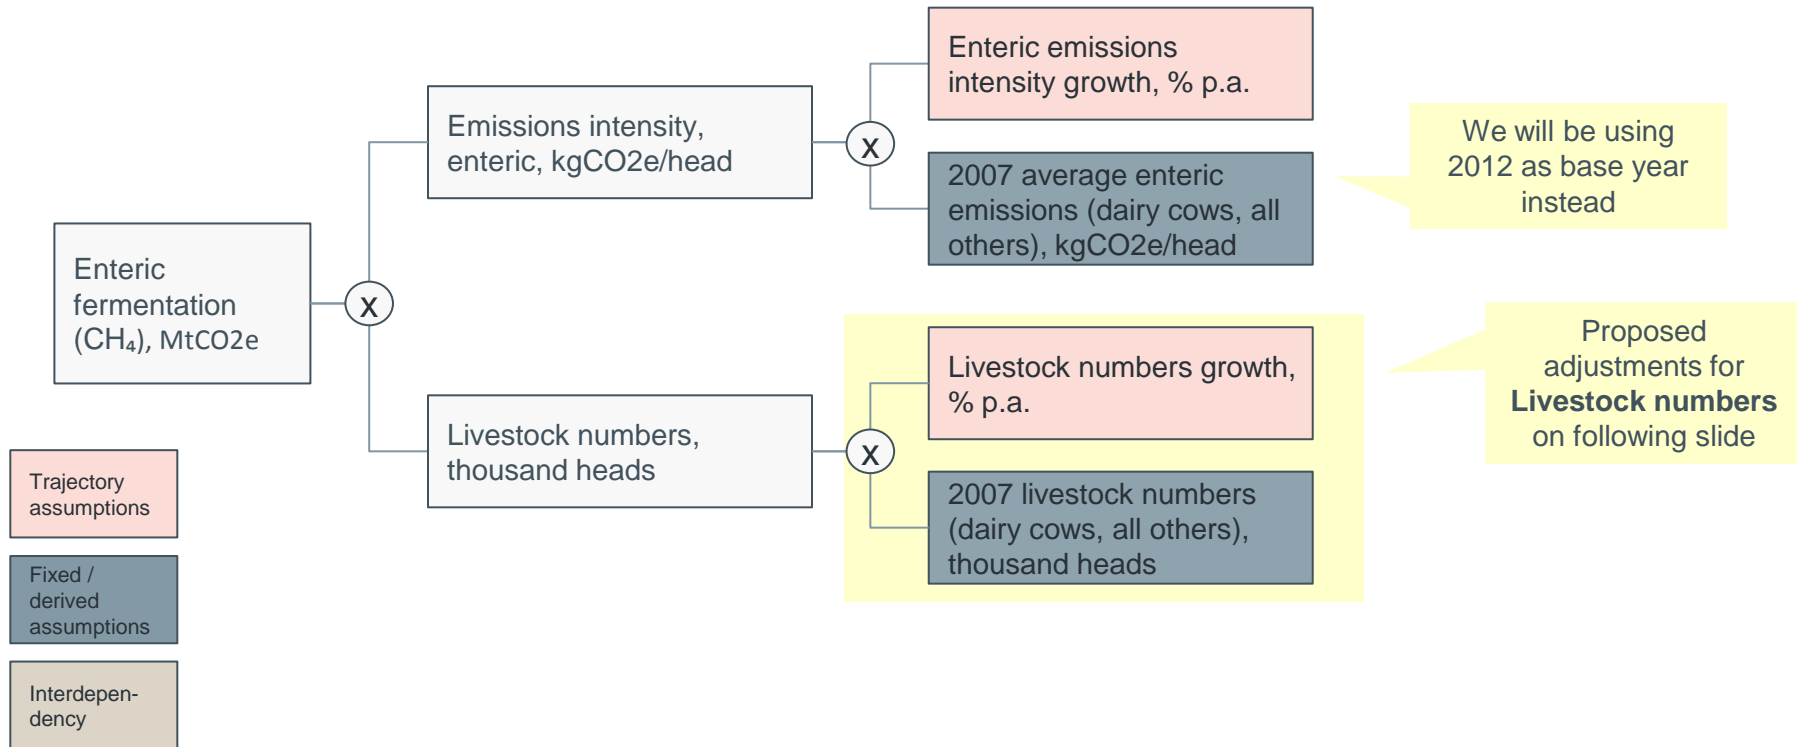 Enteric emissions
intensity growth, % p.a.
Emissions intensity,
enteric, kgCO2e/head
x
We will be using
2012 as base year
instead
2007 average enteric
emissions (dairy cows, all
others), kgCO2e/head
Enteric
fermentation
(CH₄), MtCO2e
x
Proposed
adjustments for
Livestock numbers
on following slide
Livestock numbers growth,
% p.a.
Livestock numbers,
thousand heads
x
2007 livestock numbers
(dairy cows, all others),
thousand heads
Trajectory
assumptions
Fixed /
derived
assumptions
Interdepen-
dency